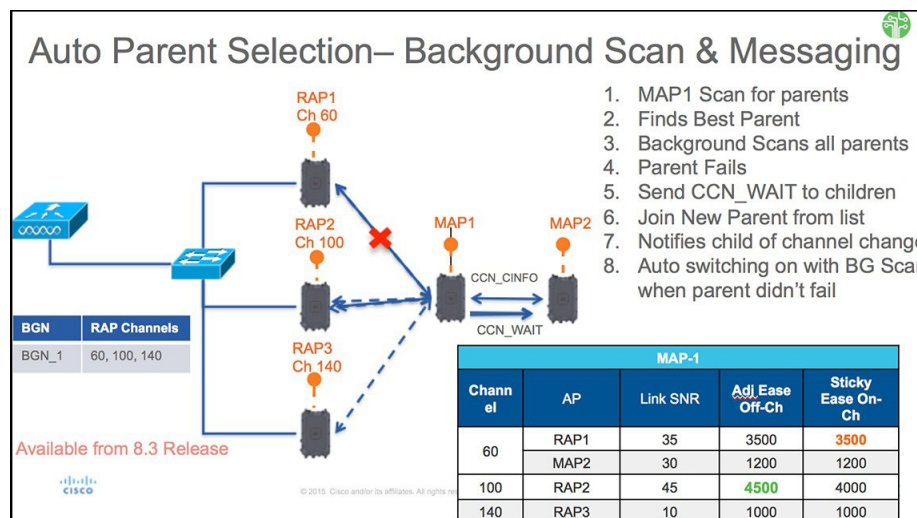 Auto Parent Selection– Background Scan & Messaging
RAP1
Ch 60
RAP2
Ch 100
RAP3
Ch 140
MAP1
MAP2
CCN_CINFO
CCN_WAIT
1. MAP1 Scan for parents
2. Finds Best Parent
3. Background Scans all parents
4. Parent Fails
5. Send CCN_WAIT to children
6. Join New Parent from list
7. Notifies child of channel change
8. Auto switching on with BG Scan
when parent didn't fail
BGN RAP Channels
BGN_1 60, 100, 140
Available from 8.3 Release
CISCO
© 2015 Cisco and/or its affiliates. All rights
MAP-1
Chann
el
AP
Link SNR
Adj Ease
Off-Ch
Sticky
Ease On-
Ch
60 RAP1 35 3500 3500
MAP2 30 1200 1200
100 RAP2 45 4500 4000
140 RAP3 10 1000 1000